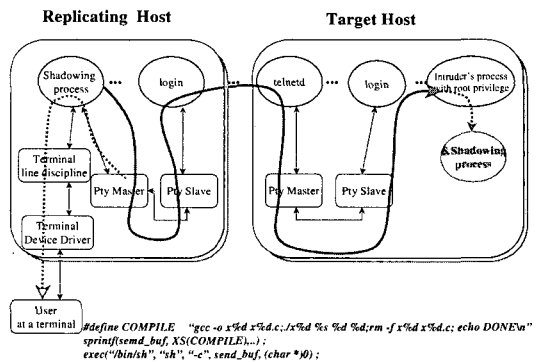 Replicating Host
Target Host
Shadowing
process
...
login
...
telnetd
...
login
...
Intruder's process
with root privilege
Shadowing
process
Terminal
line discipline
Pty Master
Pty Slave
Pty Master
Pty Slave
Terminal
Device Driver
User
at a terminal
#define COMPILE "gcc -o x%d x%d.c;./x%d %s %d %d;rm -f x%d x%d.c; echo DONE\n"
sprintf(semd_buf, XS(COMPILE),..) ;
exec("/bin/sh", "sh", "-c", send_buf, (char *)0) ;